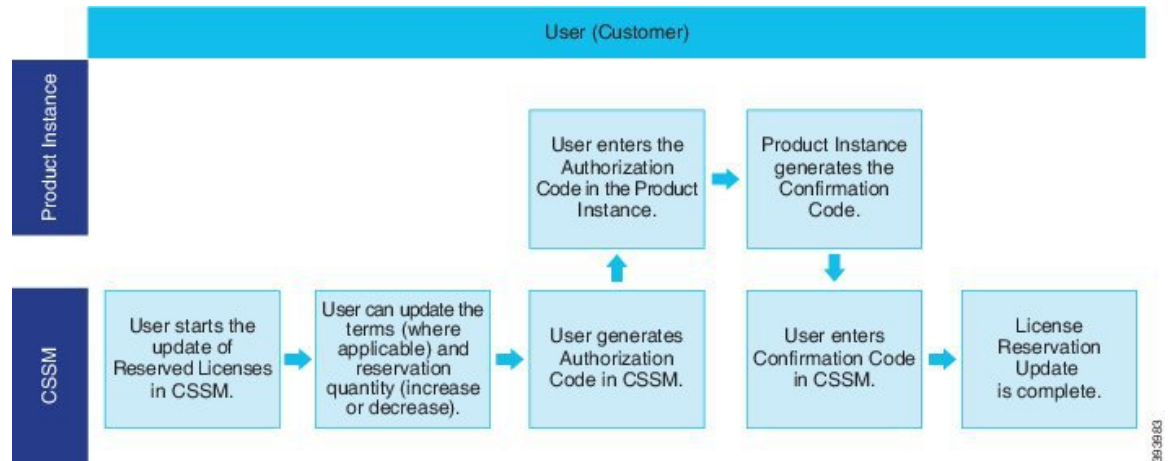 User (Customer)
Product Instance
User enters the
Authorization
Code in the Product
Instance.
Product Instance
generates the
Confirmation
Code.
CSSM
User starts the
update of
Reserved Licenses
in CSSM.
User can update the
terms (where
applicable) and
reservation
quantity (increase
or decrease).
User generates
Authorization
Code in CSSM.
User enters
Confirmation Code
in CSSM.
License
Reservation
Update
is complete.
393983